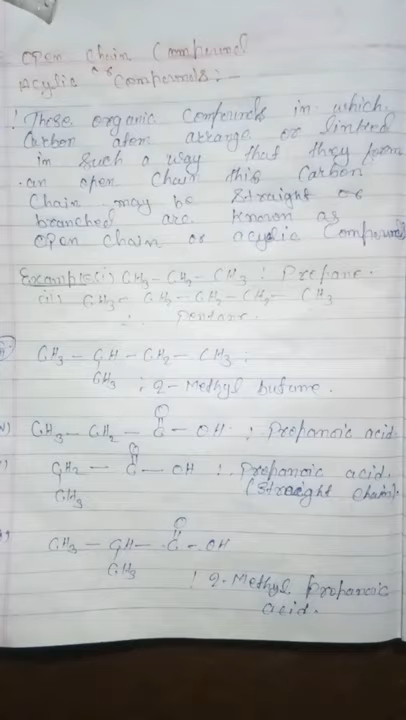 Open Chain Compound
or
Acyclic Compounds:-
! Those organic Compounds in which
Carbon atom arrange or linked
in such a way that they form
an open chain this Carbon
Chain may be straight or
branched are known as
open chain or acyclic Compound
Examples:(i) CH3-CH2-CH3 : Propane.
(ii) CH3-CH2-CH2-CH2-CH3
: Pentane.
CH3-CH-CH2-CH3 :
CH3 : 2-Methyl butane.
O
CH3-CH2-C-OH : Propanoic acid
O
CH2-C-OH : Propanoic acid.
CH3 (straight chain).
O
CH3-CH-C-OH
CH3
: 2-Methyl Propanoic
acid.